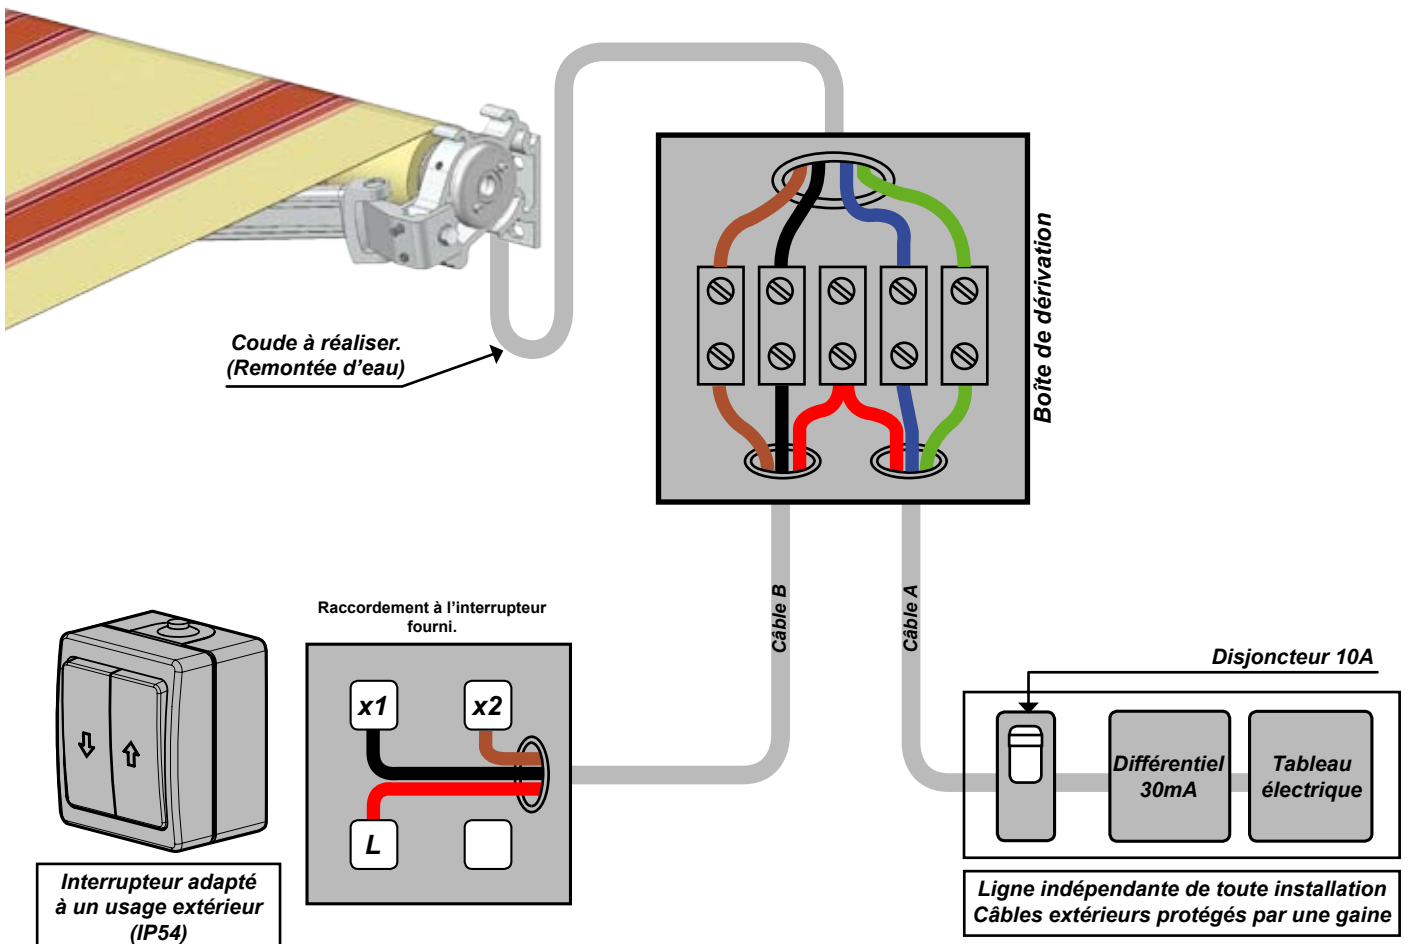 Coude à réaliser.
(Remontée d'eau)
Boîte de dérivation
Câble B
Câble A
Raccordement à l'interrupteur
fourni.
x1
x2
L
Interrupteur adapté
à un usage extérieur
(IP54)
Disjoncteur 10A
Différentiel
30mA
Tableau
électrique
Ligne indépendante de toute installation
Câbles extérieurs protégés par une gaine